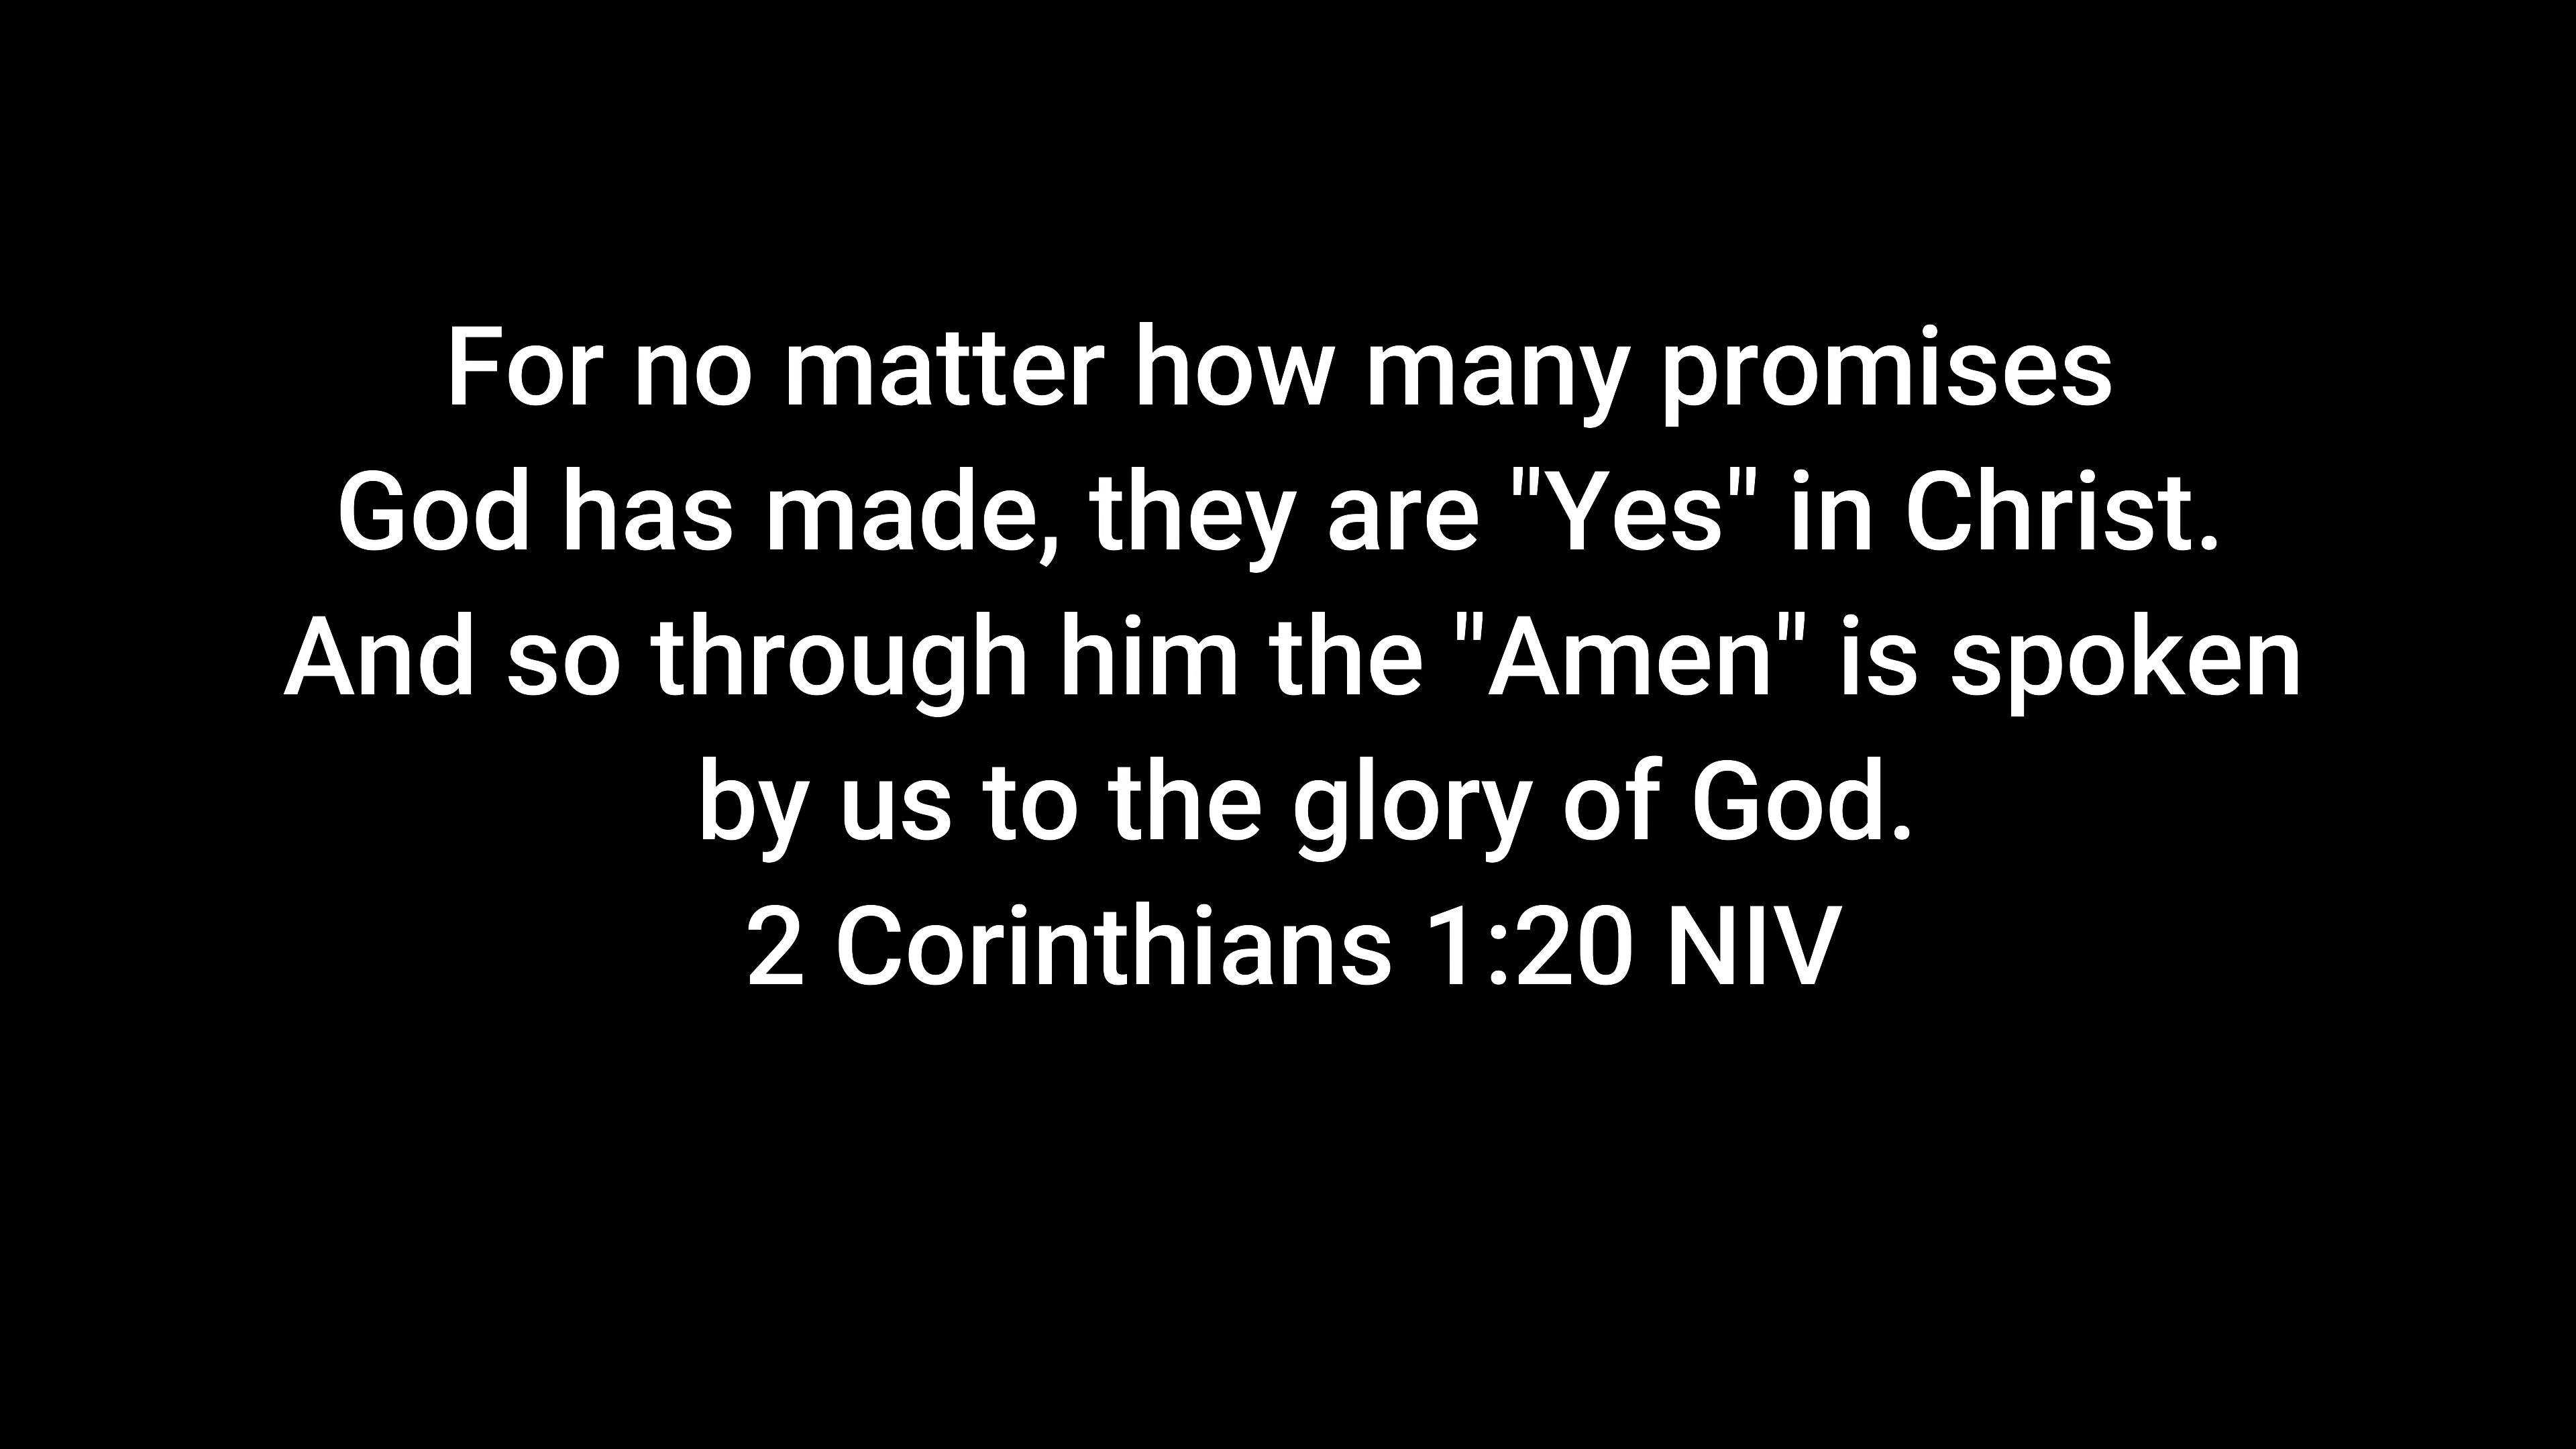 For no matter how many promises
God has made, they are "Yes" in Christ.
And so through him the "Amen" is spoken
by us to the glory of God.
2 Corinthians 1:20 NIV